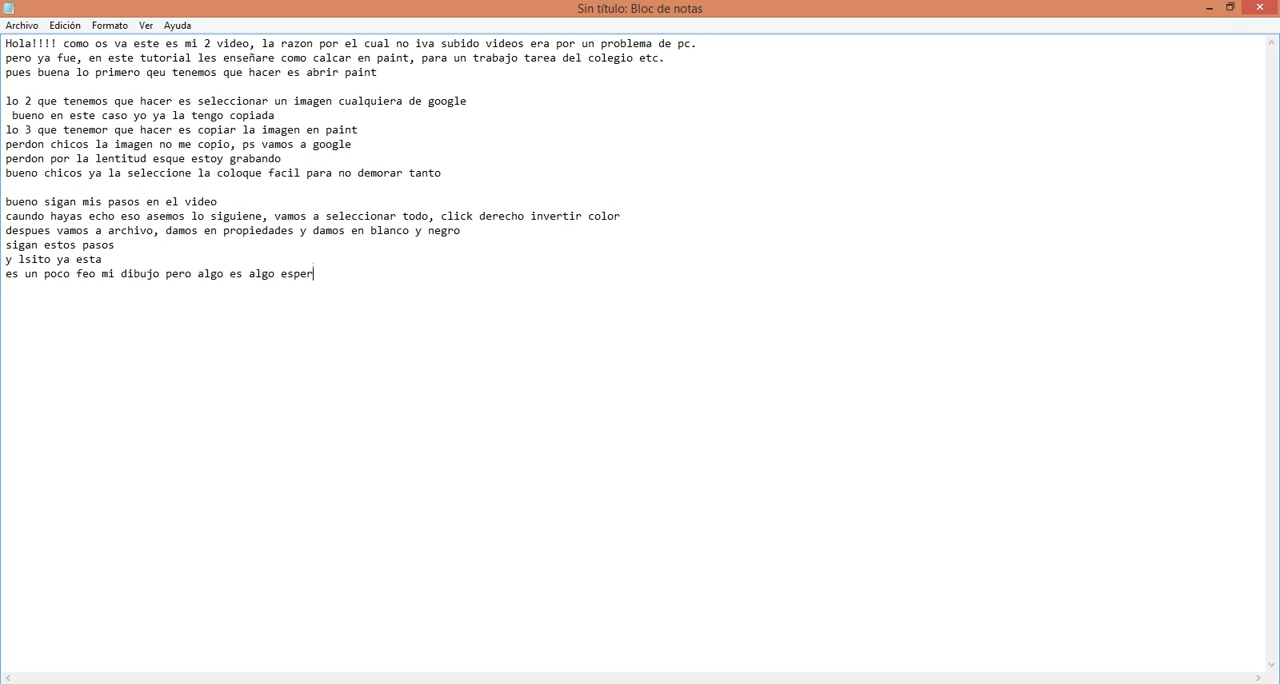 Sin título: Bloc de notas
Archivo Edición Formato Ver Ayuda
Hola!!!! como os va este es mi 2 video, la razon por el cual no iva subido videos era por un problema de pc.
pero ya fue, en este tutorial les enseñare como calcar en paint, para un trabajo tarea del colegio etc.
pues buena lo primero qeu tenemos que hacer es abrir paint
lo 2 que tenemos que hacer es seleccionar un imagen cualquiera de google
bueno en este caso yo ya la tengo copiada
lo 3 que tenemor que hacer es copiar la imagen en paint
perdon chicos la imagen no me copio, ps vamos a google
perdon por la lentitud esque estoy grabando
bueno chicos ya la seleccione la coloque facil para no demorar tanto
bueno sigan mis pasos en el video
caundo hayas echo eso asemos lo siguiene, vamos a seleccionar todo, click derecho invertir color
despues vamos a archivo, damos en propiedades y damos en blanco y negro
sigan estos pasos
y lsito ya esta
es un poco feo mi dibujo pero algo es algo esper